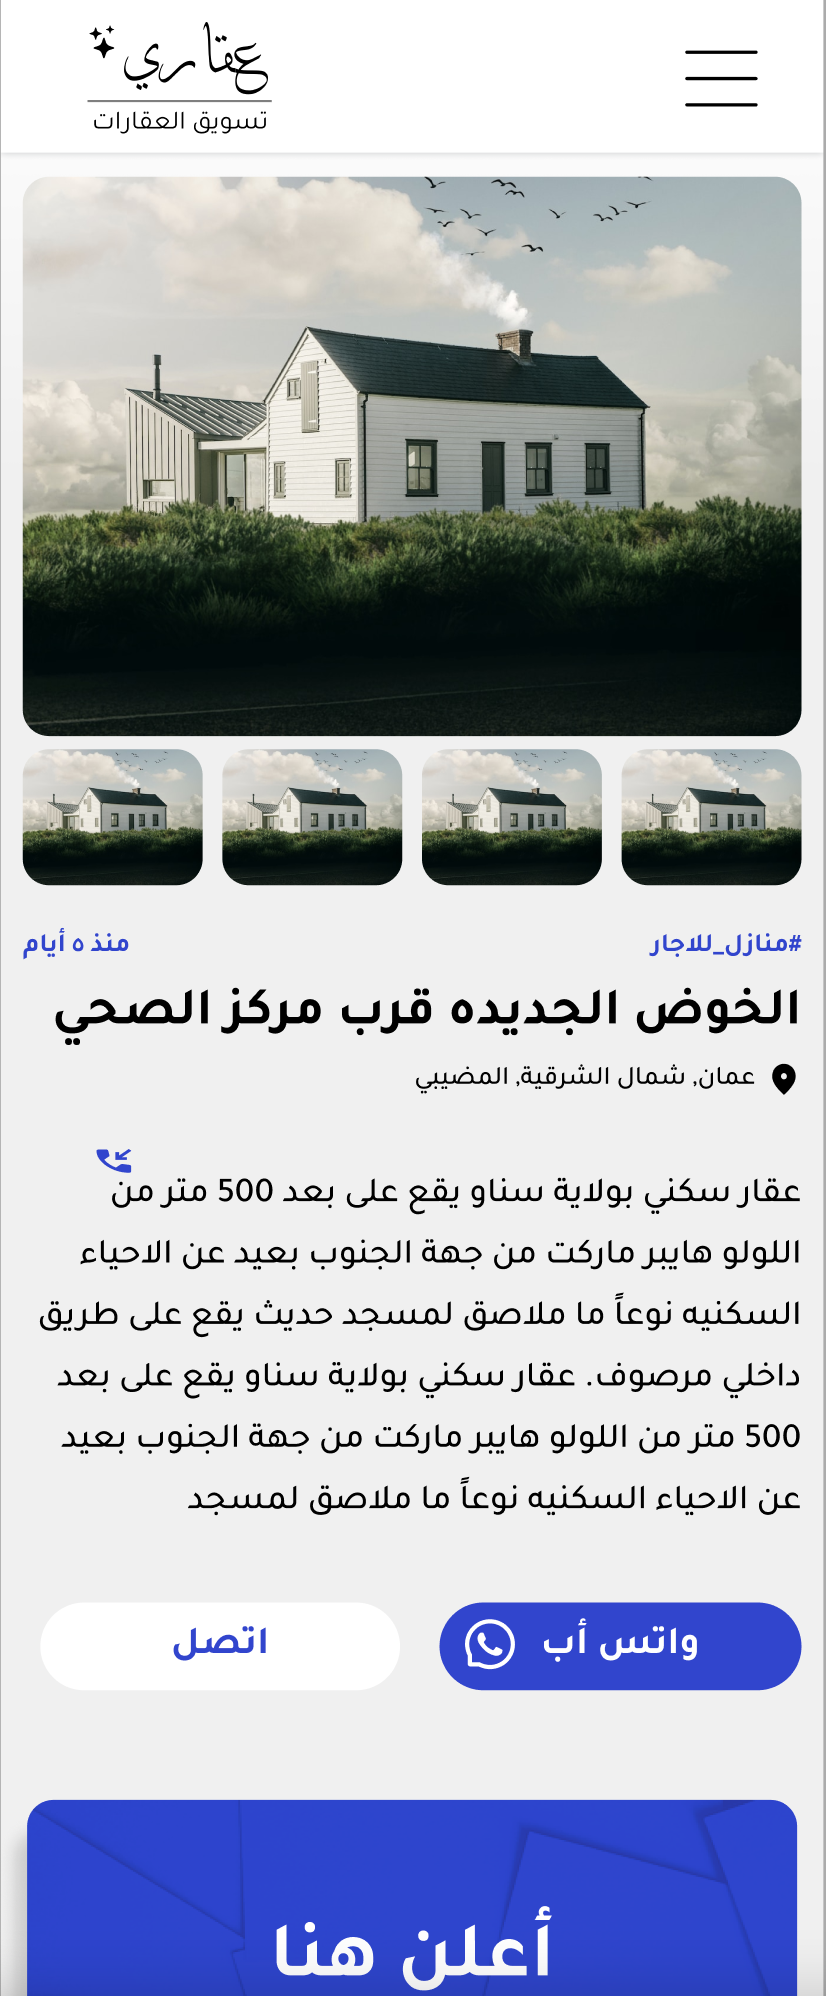 عقاري
تسويق العقارات
#منازل_للاجار
منذ ٥ أيام
الخوض الجديده قرب مركز الصحي
عمان, شمال الشرقية, المضيبي
عقار سكني بولاية سناو يقع على بعد 500 متر من
اللولو هايبر ماركت من جهة الجنوب بعيد عن الاحياء
السكنيه نوعاً ما ملاصق لمسجد حديث يقع على طريق
داخلي مرصوف. عقار سكني بولاية سناو يقع على بعد
500 متر من اللولو هايبر ماركت من جهة الجنوب بعيد
عن الاحياء السكنيه نوعاً ما ملاصق لمسجد
واتس أب
اتصل
أعلن هنا